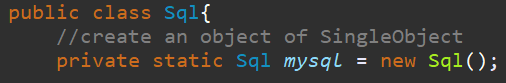 public class Sql{
//create an object of SingleObject
private static Sql mysql = new Sql();